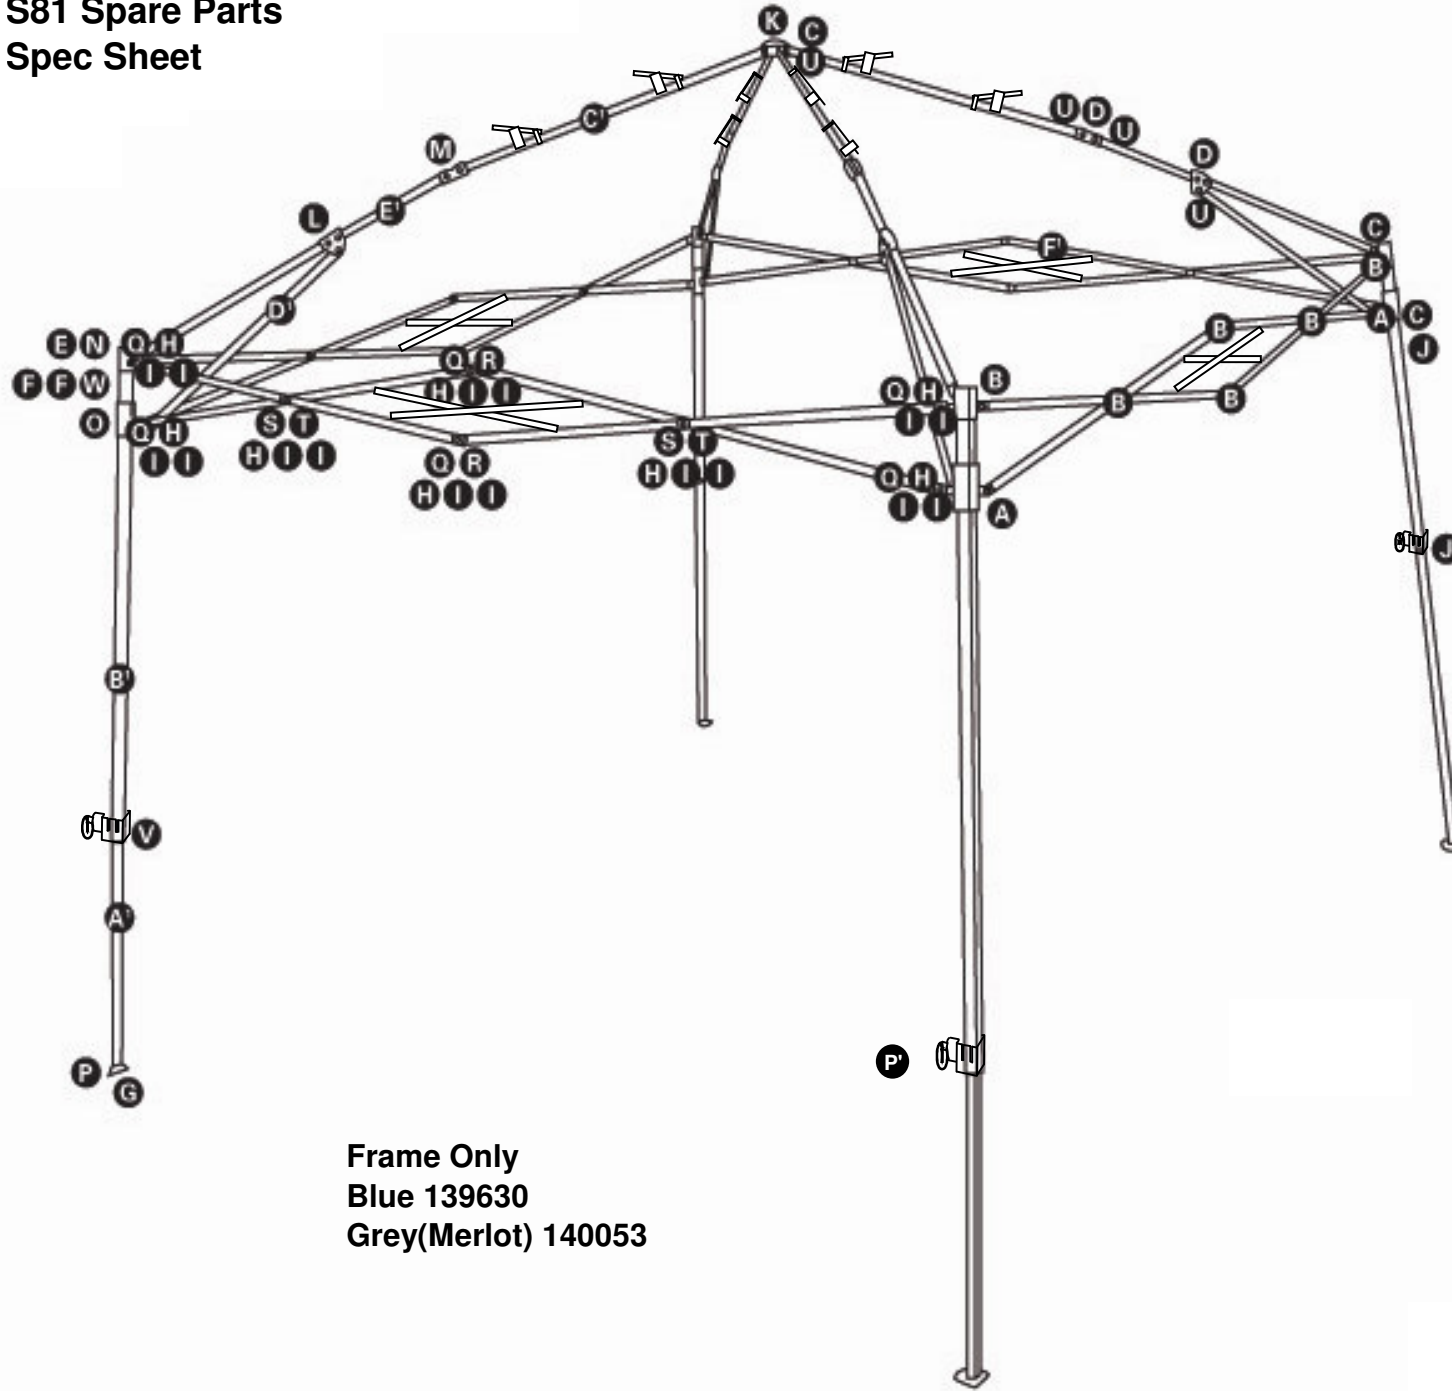 S81 Spare Parts
Spec Sheet
K C
U
C'
M
U D U
D
U
L
E'
C
B
F'
D'
E N Q H
I I
F F W
O
Q H
I I
Q R
H I I
S T
H I I
Q R
H I I
S T
H I I
Q H
I I
B
Q H
I I
A
B
B
B
B
A C
J
J
B'
V
A'
P
G
P'
Frame Only
Blue 139630
Grey(Merlot) 140053